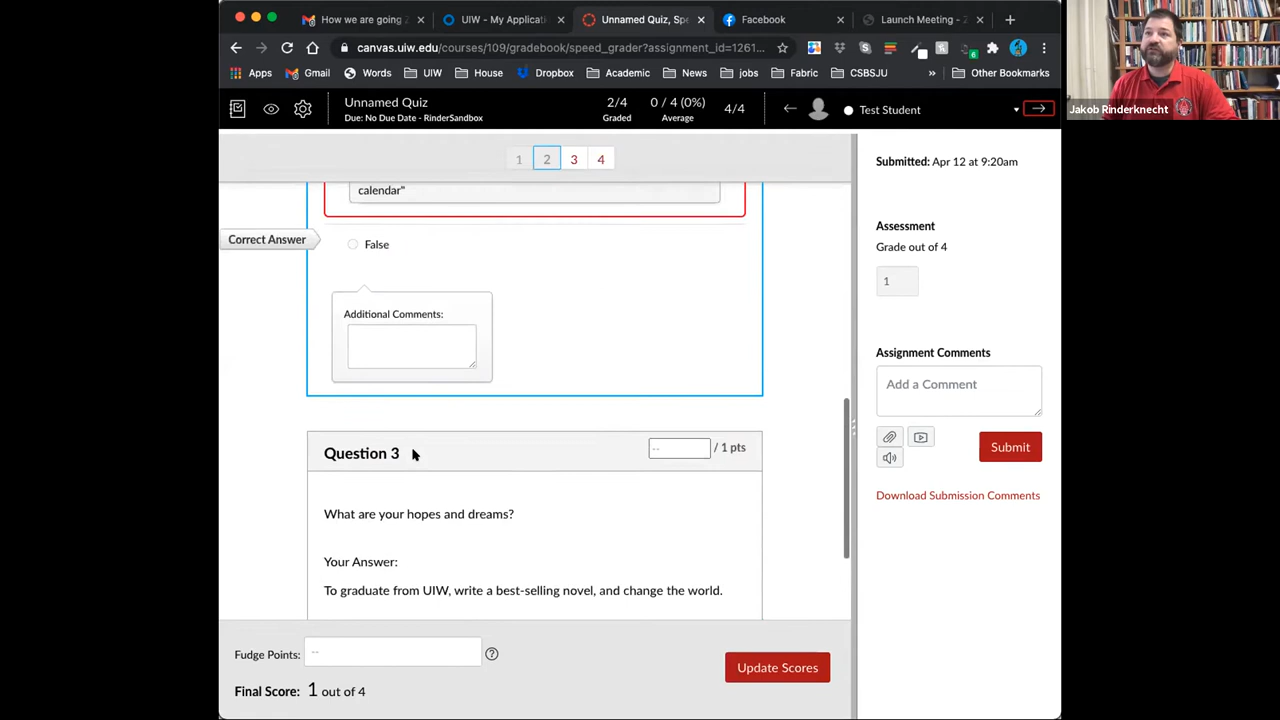 How we are going Z
UIW - My Applicati
Unnamed Quiz, Spe
Facebook
Launch Meeting - Z
canvas.uiw.edu/courses/109/gradebook/speed_grader?assignment_id=1261...
Apps
Gmail
Words
UIW
House
Dropbox
Academic
News
jobs
Fabric
CSBSJU
»
Other Bookmarks
Jakob Rinderknecht
Unnamed Quiz
Due: No Due Date - RinderSandbox
2/4
Graded
0 / 4 (0%)
Average
4/4
Test Student
1
2
3
4
calendar"
Correct Answer
False
Additional Comments:
Question 3
--
/ 1 pts
What are your hopes and dreams?
Your Answer:
To graduate from UIW, write a best-selling novel, and change the world.
Fudge Points:
--
Final Score: 1 out of 4
Update Scores
Submitted: Apr 12 at 9:20am
Assessment
Grade out of 4
1
Assignment Comments
Add a Comment
Submit
Download Submission Comments